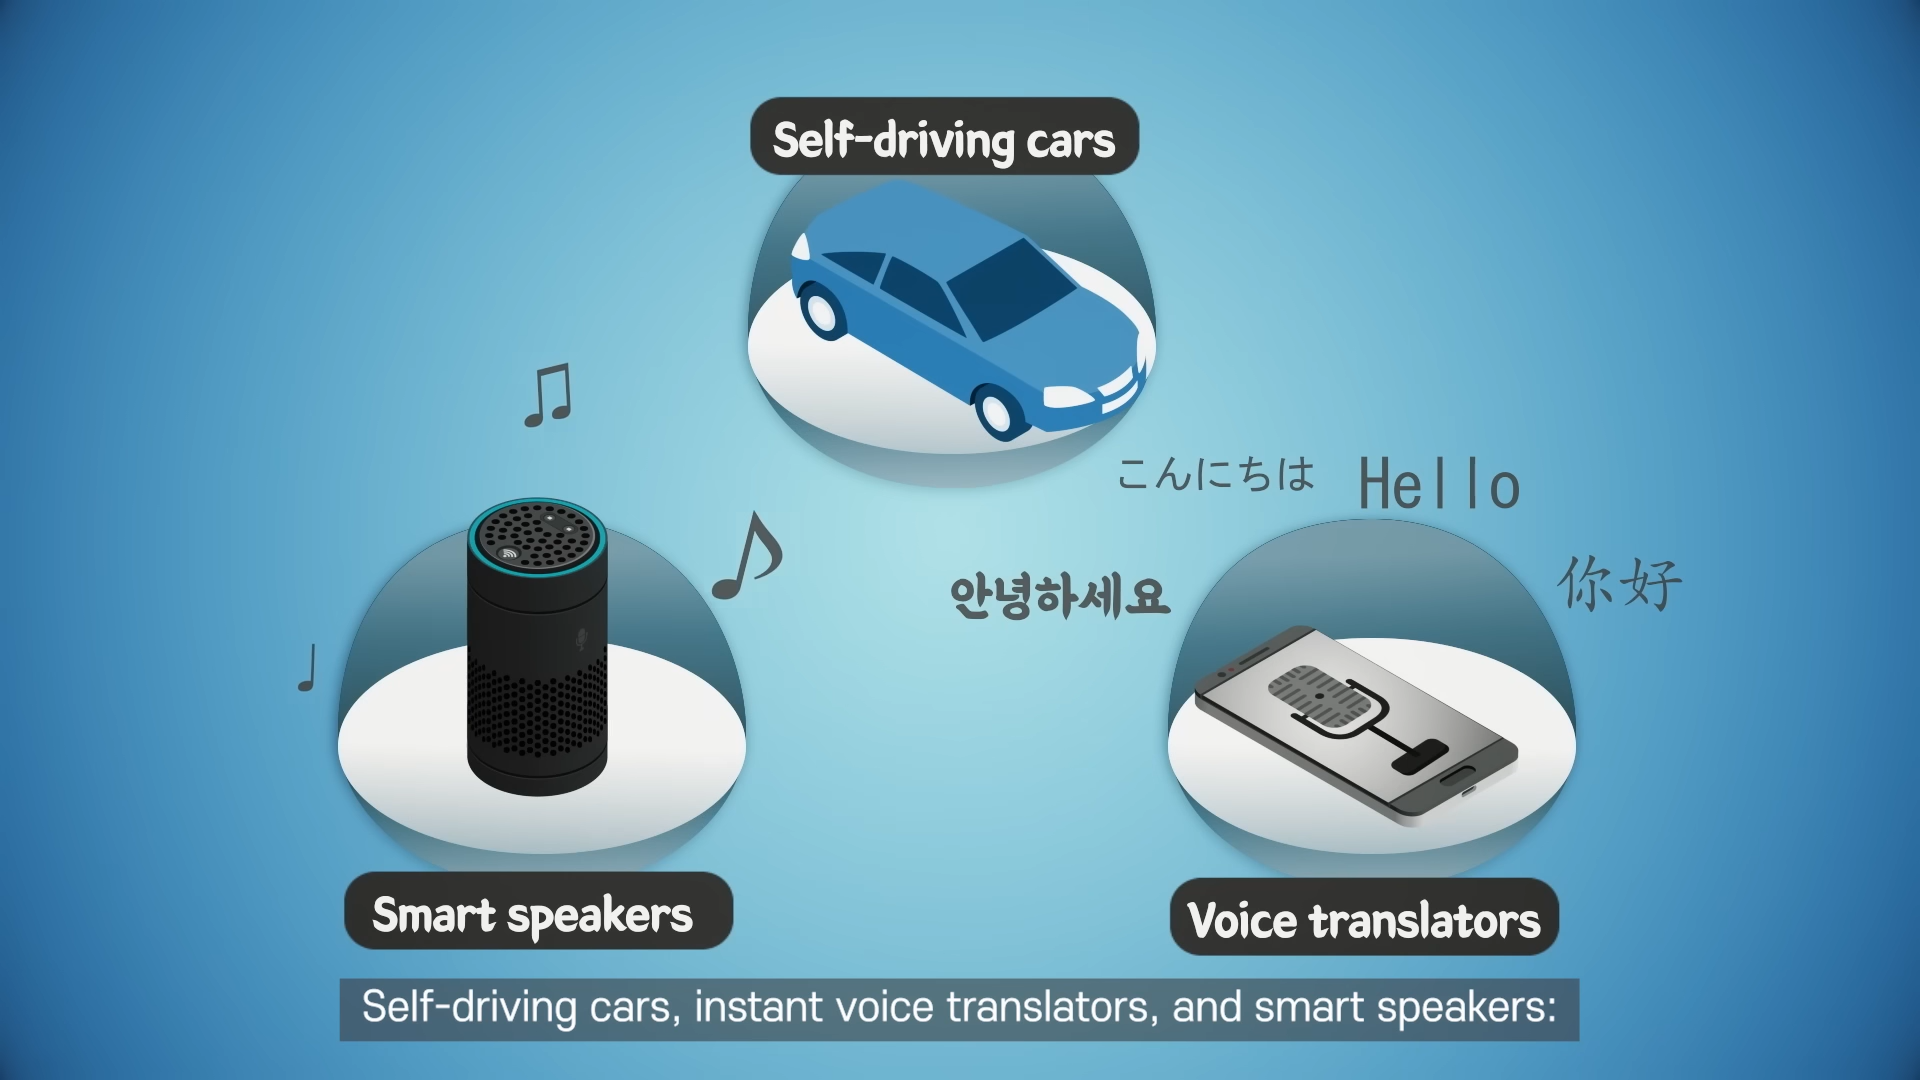 Self-driving cars
こんにちは
Hello
안녕하세요
你好
Smart speakers
Voice translators
Self-driving cars, instant voice translators, and smart speakers: